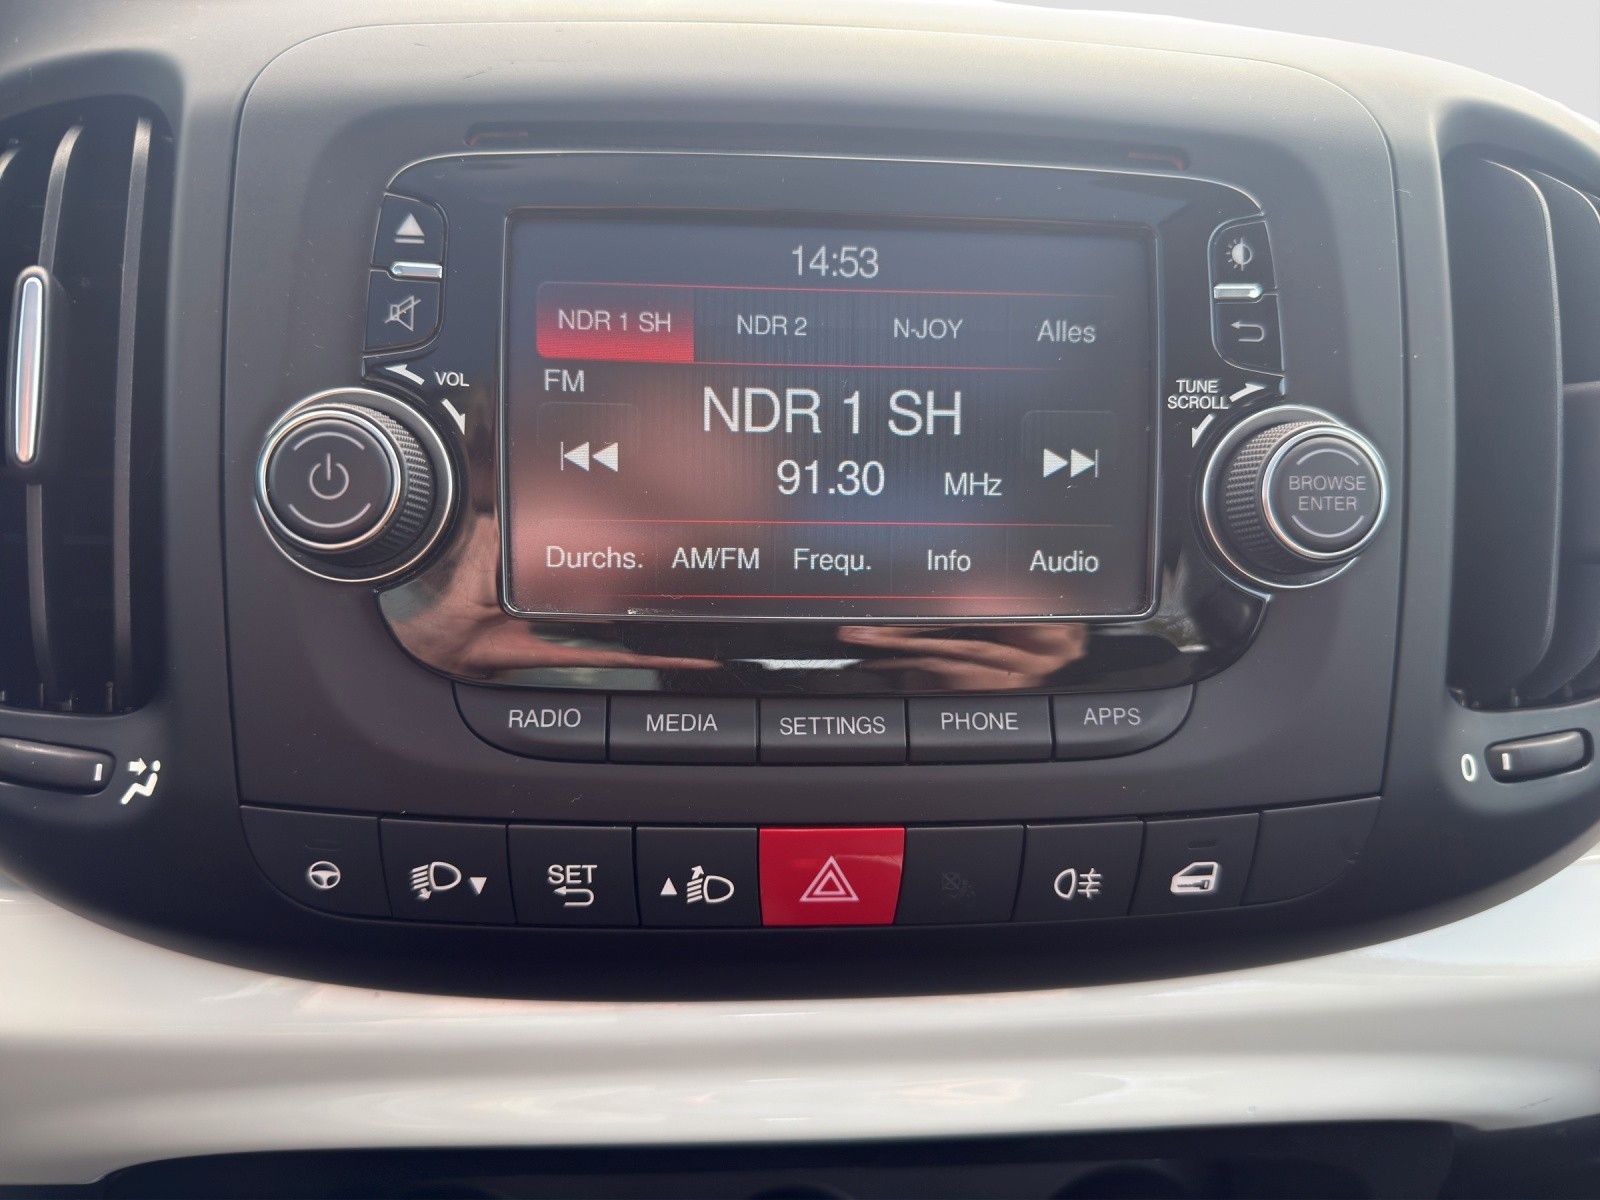 14:53
NDR 1 SH NDR 2 N-JOY Alles
FM
NDR 1 SH
91.30 MHz
Durchs. AM/FM Frequ. Info Audio
VOL
TUNE
SCROLL
BROWSE
ENTER
RADIO MEDIA SETTINGS PHONE APPS
0
SET